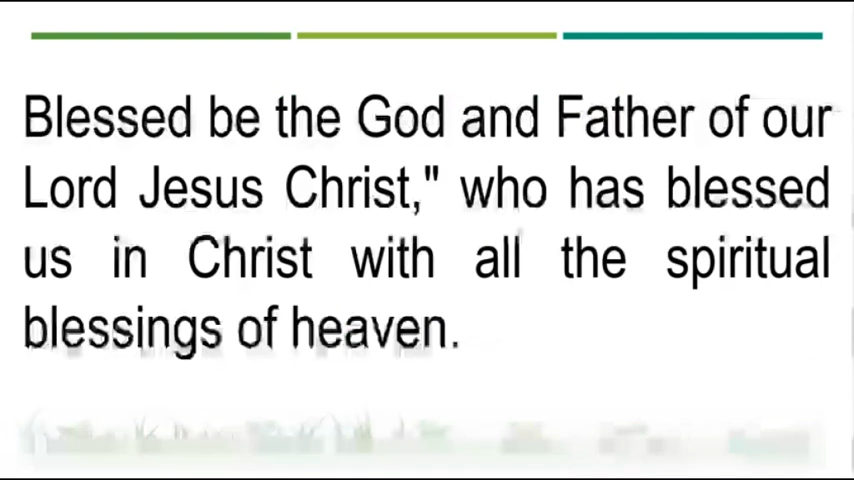 Blessed be the God and Father of our
Lord Jesus Christ," who has blessed
us in Christ with all the spiritual
blessings of heaven.